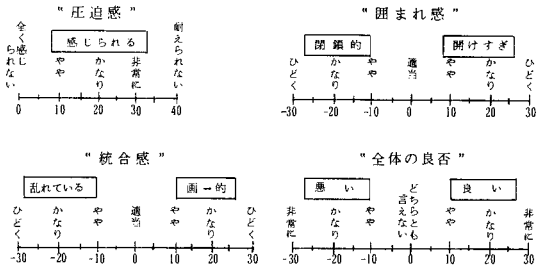 “圧迫感”
感じられる
全く感じられない
やや
かなり
非常に
耐えられない
0 10 20 30 40
“囲まれ感”
閉鎖的
開けすぎ
ひどく
かなり
やや
適当
やや
かなり
ひどく
-30 -20 -10 0 10 20 30
“統合感”
乱れている
画一的
ひどく
かなり
やや
適当
やや
かなり
ひどく
-30 -20 -10 0 10 20 30
“全体の良否”
悪い
良い
非常に
かなり
やや
どちらとも言えない
やや
かなり
非常に
-30 -20 -10 0 10 20 30